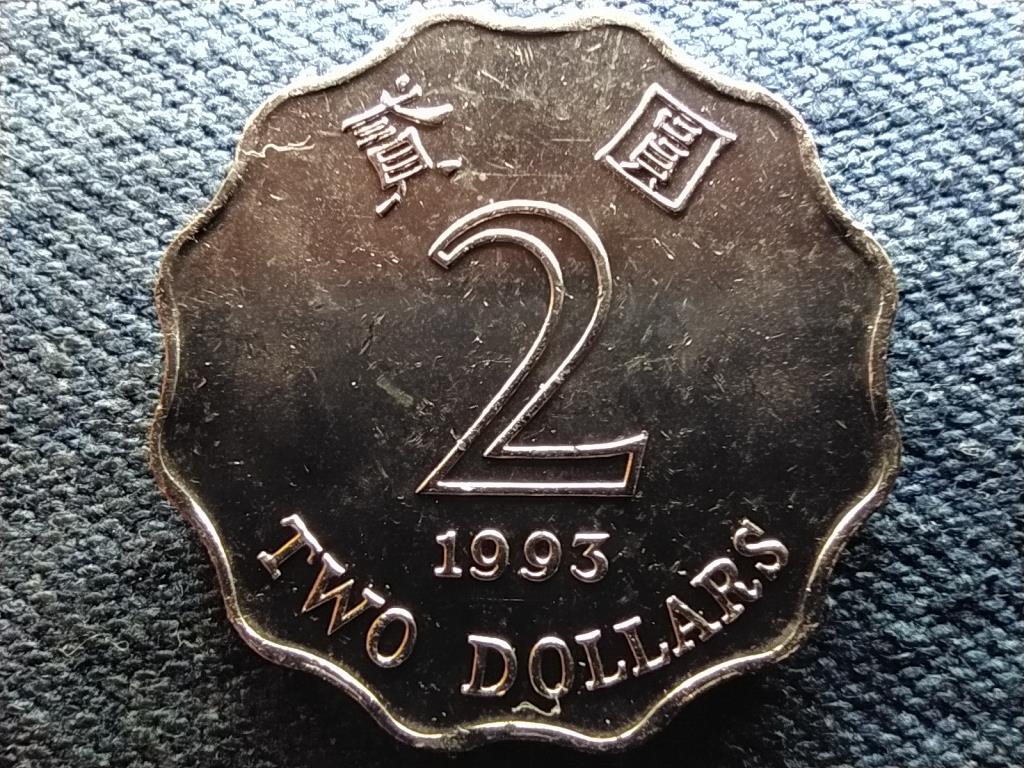 貳 圓
2
1993
TWO DOLLARS